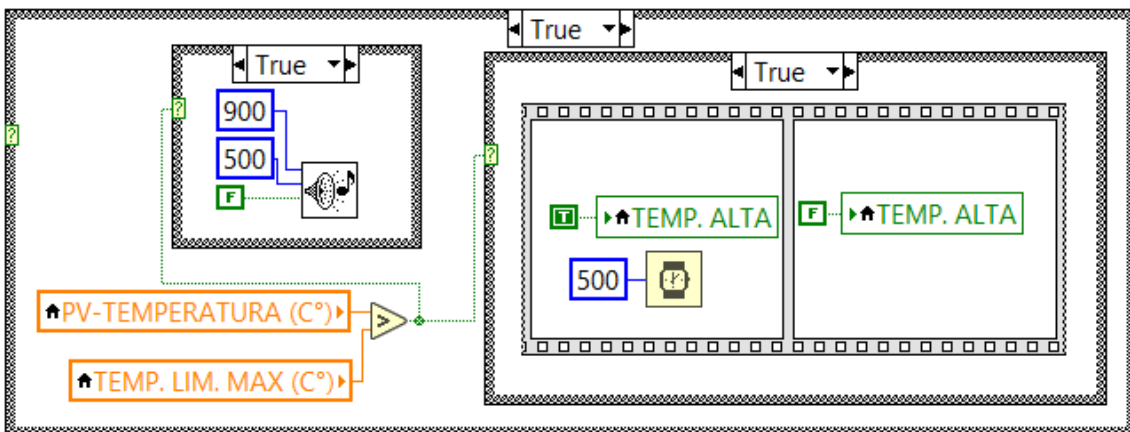 True
True
True
900
500
F
T
TEMP. ALTA
F
TEMP. ALTA
500
PV-TEMPERATURA (C°)
>
TEMP. LIM. MAX (C°)
?
?
?